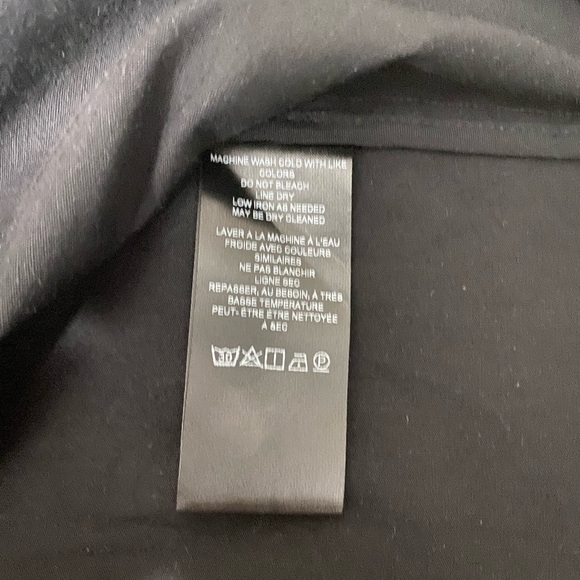 MACHINE WASH COLD WITH LIKE
COLORS
DO NOT BLEACH
LINE DRY
LOW IRON AS NEEDED
MAY BE DRY CLEANED
LAVER A LA MACHINE À L'EAU
FROIDE AVEC COULEURS
SIMILAIRES
NE PAS BLANCHIR
LIGNE SEC
REPASSER, AU BESOIN, À TRÈS
BASSE TEMPERATURE
PEUT- ÊTRE ÊTRE NETTOYÉE
À SEC
30 P